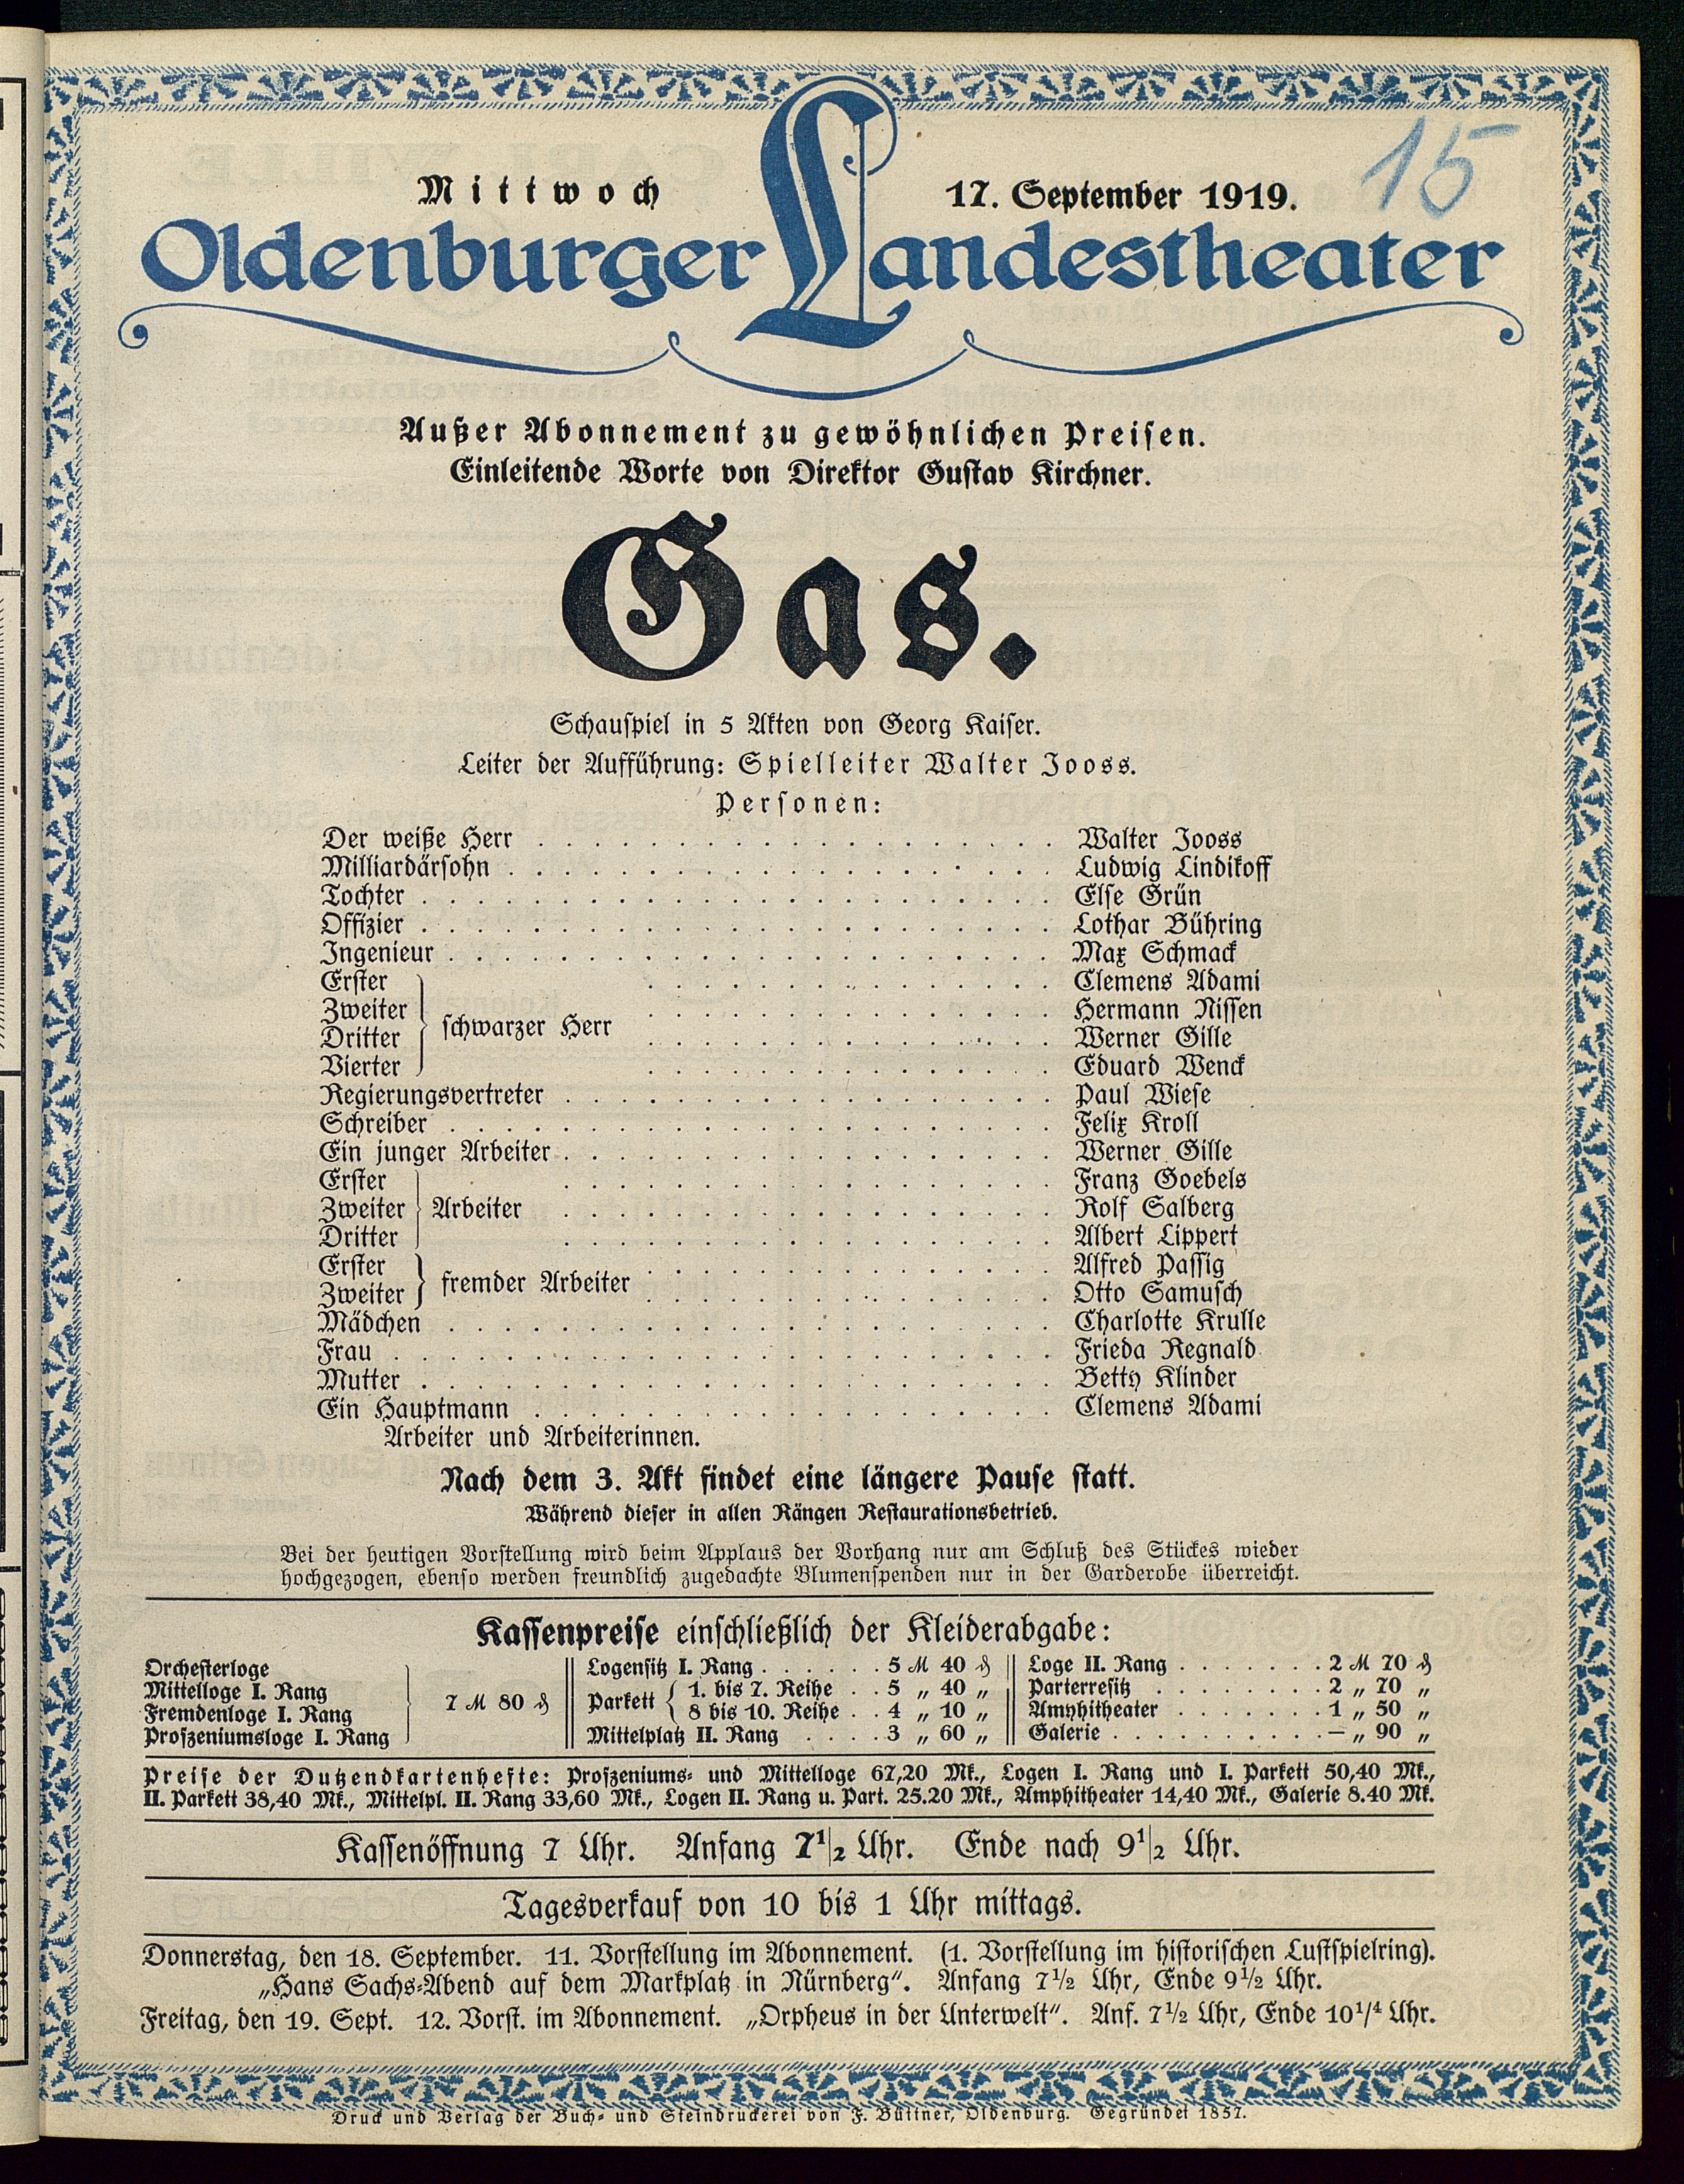 15
Mittwoch 17. September 1919.
Oldenburger Landestheater
Außer Abonnement zu gewöhnlichen Preisen.
Einleitende Worte von Direktor Gustav Kirchner.
Gas.
Schauspiel in 5 Akten von Georg Kaiser.
Leiter der Aufführung: Spielleiter Walter Jooss.
Personen:
Der weiße Herr . . . . . Walter Jooss
Milliardärsohn . . . . . Ludwig Lindikoff
Tochter . . . . . Else Grün
Offizier . . . . . Lothar Bühring
Ingenieur . . . . . Max Schmack
Erster } schwarzer Herr . . . . . Clemens Adami
Zweiter . . . . . Hermann Nissen
Dritter . . . . . Werner Gille
Vierter . . . . . Eduard Wenck
Regierungsvertreter . . . . . Paul Wiese
Schreiber . . . . . Felix Kroll
Ein junger Arbeiter . . . . . Werner Gille
Erster . . . . . Franz Goebels
Zweiter } Arbeiter . . . . . Rolf Salberg
Dritter . . . . . Albert Lippert
Erster } fremder Arbeiter . . . . . Alfred Passig
Zweiter . . . . . Otto Samusch
Mädchen . . . . . Charlotte Krulle
Frau . . . . . Frieda Regnald
Mutter . . . . . Betty Klinder
Ein Hauptmann . . . . . Clemens Adami
Arbeiter und Arbeiterinnen.
Nach dem 3. Akt findet eine längere Pause statt.
Während dieser in allen Rängen Restaurationsbetrieb.
Bei der heutigen Vorstellung wird beim Applaus der Vorhang nur am Schluß des Stückes wieder
hochgezogen, ebenso werden freundlich zugedachte Blumenspenden nur in der Garderobe überreicht.
Kassenpreise einschließlich der Kleiderabgabe:
Orchesterloge
Mittelloge I. Rang
Fremdenloge I. Rang
Proszeniumsloge I. Rang
7 M 80 ₰
Logensitz I. Rang . . . . . 5 M 40 ₰
Parkett { 1. bis 7. Reihe . . 5 „ 40 „
8 bis 10. Reihe . . 4 „ 10 „
Mittelplatz II. Rang . . . . 3 „ 60 „
Loge II. Rang . . . . . 2 M 70 ₰
Parterresitz . . . . . 2 „ 70 „
Amphitheater . . . . . 1 „ 50 „
Galerie . . . . . — „ 90 „
Preise der Dutzendkartenhefte: Proszeniums- und Mittelloge 67,20 Mk., Logen I. Rang und I. Parkett 50,40 Mk.,
II. Parkett 38,40 Mk., Mittelpl. II. Rang 33,60 Mk., Logen II. Rang u. Part. 25.20 Mk., Amphitheater 14,40 Mk., Galerie 8.40 Mk.
Kassenöffnung 7 Uhr. Anfang 7 1/2 Uhr. Ende nach 9 1/2 Uhr.
Tagesverkauf von 10 bis 1 Uhr mittags.
Donnerstag, den 18. September. 11. Vorstellung im Abonnement. (1. Vorstellung im historischen Lustspielring).
„Hans Sachs-Abend auf dem Markplatz in Nürnberg“. Anfang 7 1/2 Uhr, Ende 9 1/2 Uhr.
Freitag, den 19. Sept. 12. Vorst. im Abonnement. „Orpheus in der Unterwelt“. Anf. 7 1/2 Uhr, Ende 10 1/4 Uhr.
Druck und Verlag der Buch- und Steindruckerei von F. Büttner, Oldenburg. Gegründet 1857.